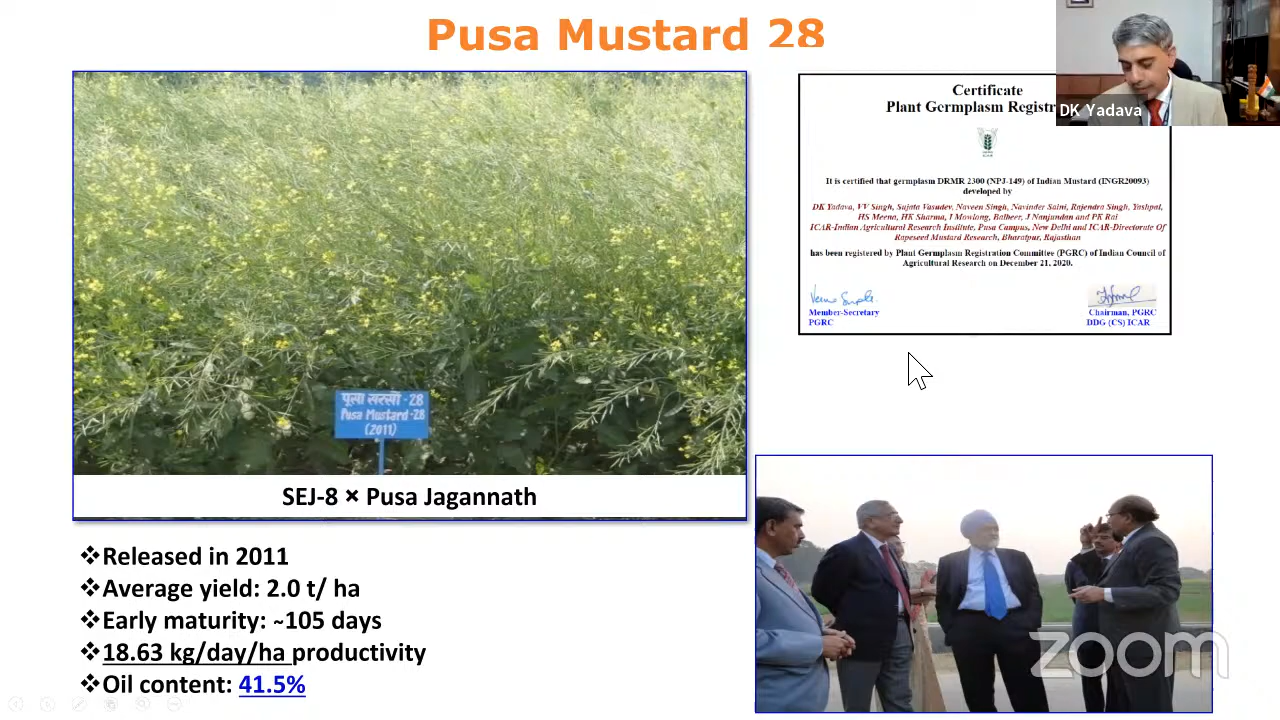 Pusa Mustard 28
DK Yadava
Certificate
Plant Germplasm
ICAR
It is certified that germplasm DRMR 2300 (NPJ-149) of Indian Mustard (INGR20093)
developed by
DK Yadava, VV Singh, Sujata Vasudev, Naveen Singh, Navinder Saini, Rajendra Singh, Yashpal,
HS Meena, HK Sharma, I Mowlang, Balbeer, J Nanjundan and PK Rai
ICAR-Indian Agricultural Research Institute, Pusa Campus, New Delhi and ICAR-Directorate Of
Rapeseed Mustard Research, Bharatpur, Rajasthan
has been registered by Plant Germplasm Registration Committee (PGRC) of Indian Council of
Agricultural Research on December 21, 2020.
Member-Secretary
PGRC
Chairman, PGRC
DDG (CS) ICAR
पूसा सरसों - 28
Pusa Mustard -28
(2011)
SEJ-8 × Pusa Jagannath
❖Released in 2011
❖Average yield: 2.0 t/ ha
❖Early maturity: ~105 days
❖18.63 kg/day/ha productivity
❖Oil content: 41.5%
zoom